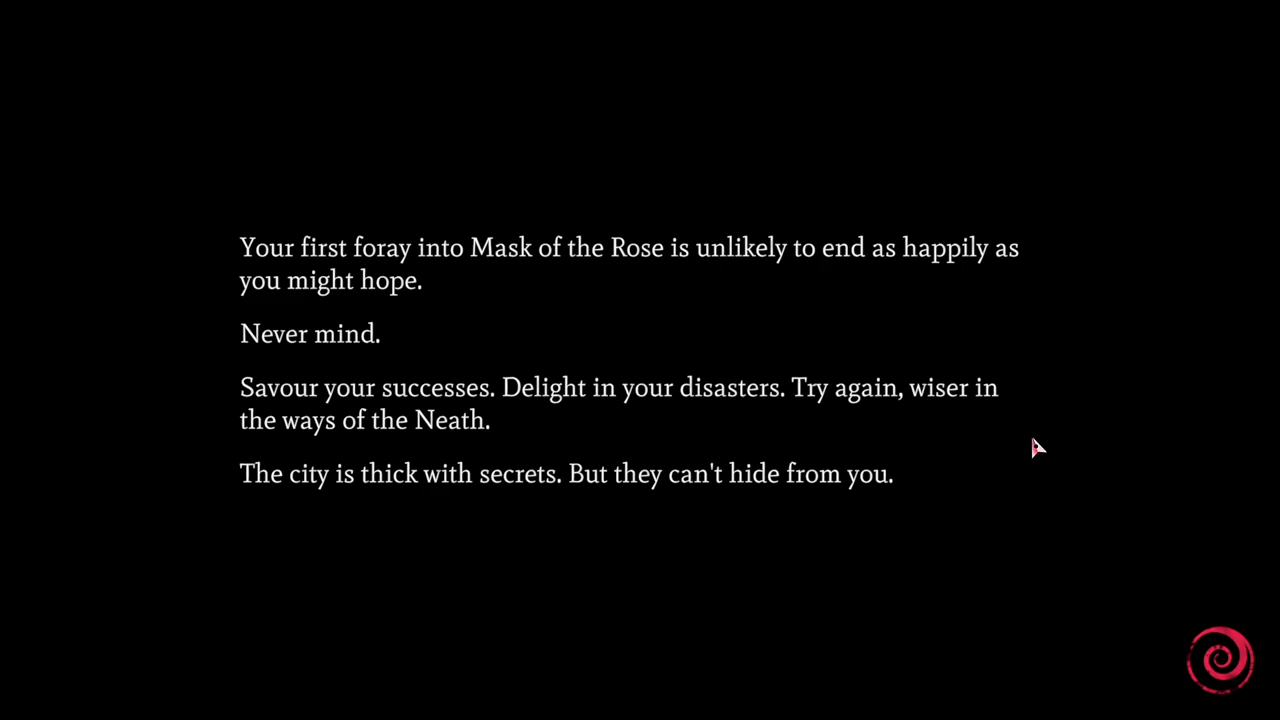 Your first foray into Mask of the Rose is unlikely to end as happily as
you might hope.
Never mind.
Savour your successes. Delight in your disasters. Try again, wiser in
the ways of the Neath.
The city is thick with secrets. But they can't hide from you.